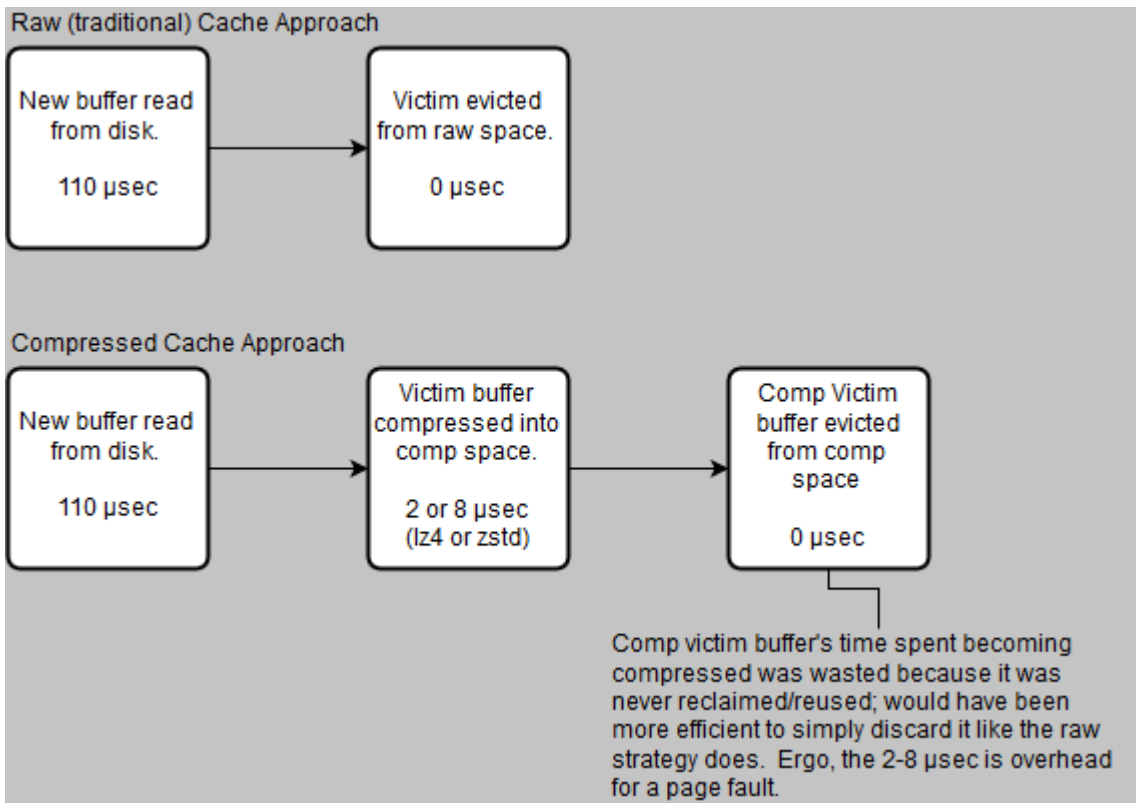 Raw (traditional) Cache Approach
New buffer read
from disk.
110 µsec
Victim evicted
from raw space.
0 µsec
Compressed Cache Approach
New buffer read
from disk.
110 µsec
Victim buffer
compressed into
comp space.
2 or 8 µsec
(lz4 or zstd)
Comp Victim
buffer evicted
from comp
space
0 µsec
Comp victim buffer's time spent becoming
compressed was wasted because it was
never reclaimed/reused; would have been
more efficient to simply discard it like the raw
strategy does.  Ergo, the 2-8 µsec is overhead
for a page fault.